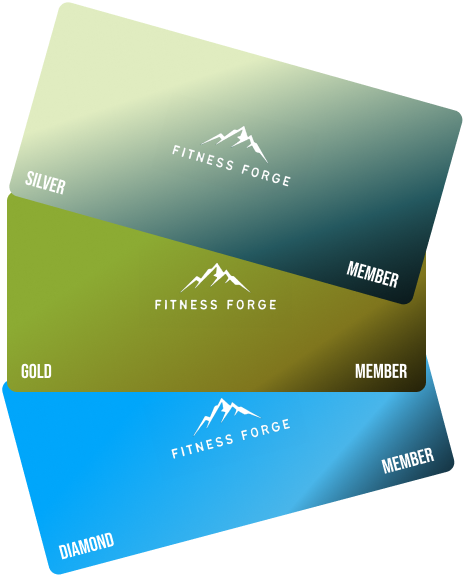 FITNESS FORGE
SILVER
MEMBER
FITNESS FORGE
GOLD
MEMBER
FITNESS FORGE
MEMBER
DIAMOND